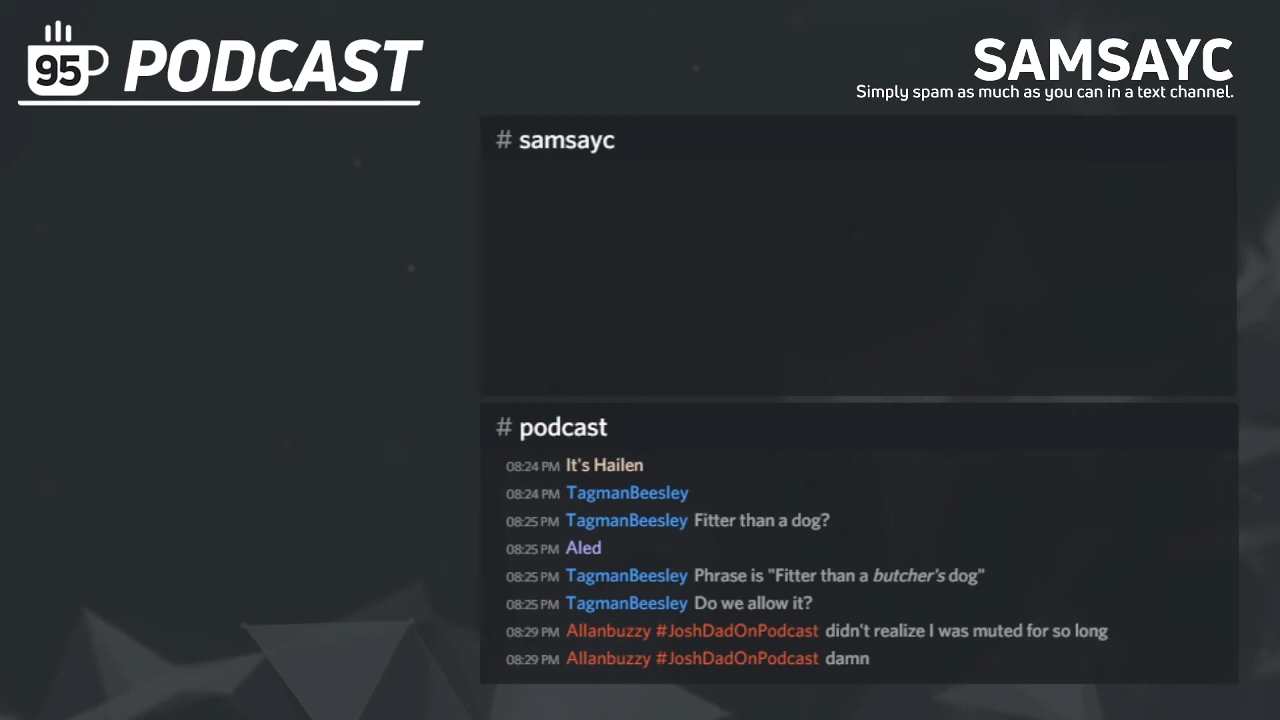 95 PODCAST
SAMSAYC
Simply spam as much as you can in a text channel.
# samsayc
# podcast
08:24 PM It's Hailen
08:24 PM TagmanBeesley
08:25 PM TagmanBeesley Fitter than a dog?
08:25 PM Aled
08:25 PM TagmanBeesley Phrase is "Fitter than a butcher's dog"
08:25 PM TagmanBeesley Do we allow it?
08:29 PM Allanbuzzy #JoshDadOnPodcast didn't realize I was muted for so long
08:29 PM Allanbuzzy #JoshDadOnPodcast damn